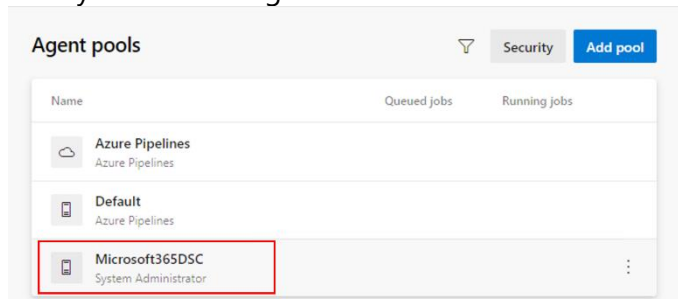 Agent pools
Security
Add pool
Name
Queued jobs
Running jobs
Azure Pipelines
Azure Pipelines
Default
Azure Pipelines
Microsoft365DSC
System Administrator